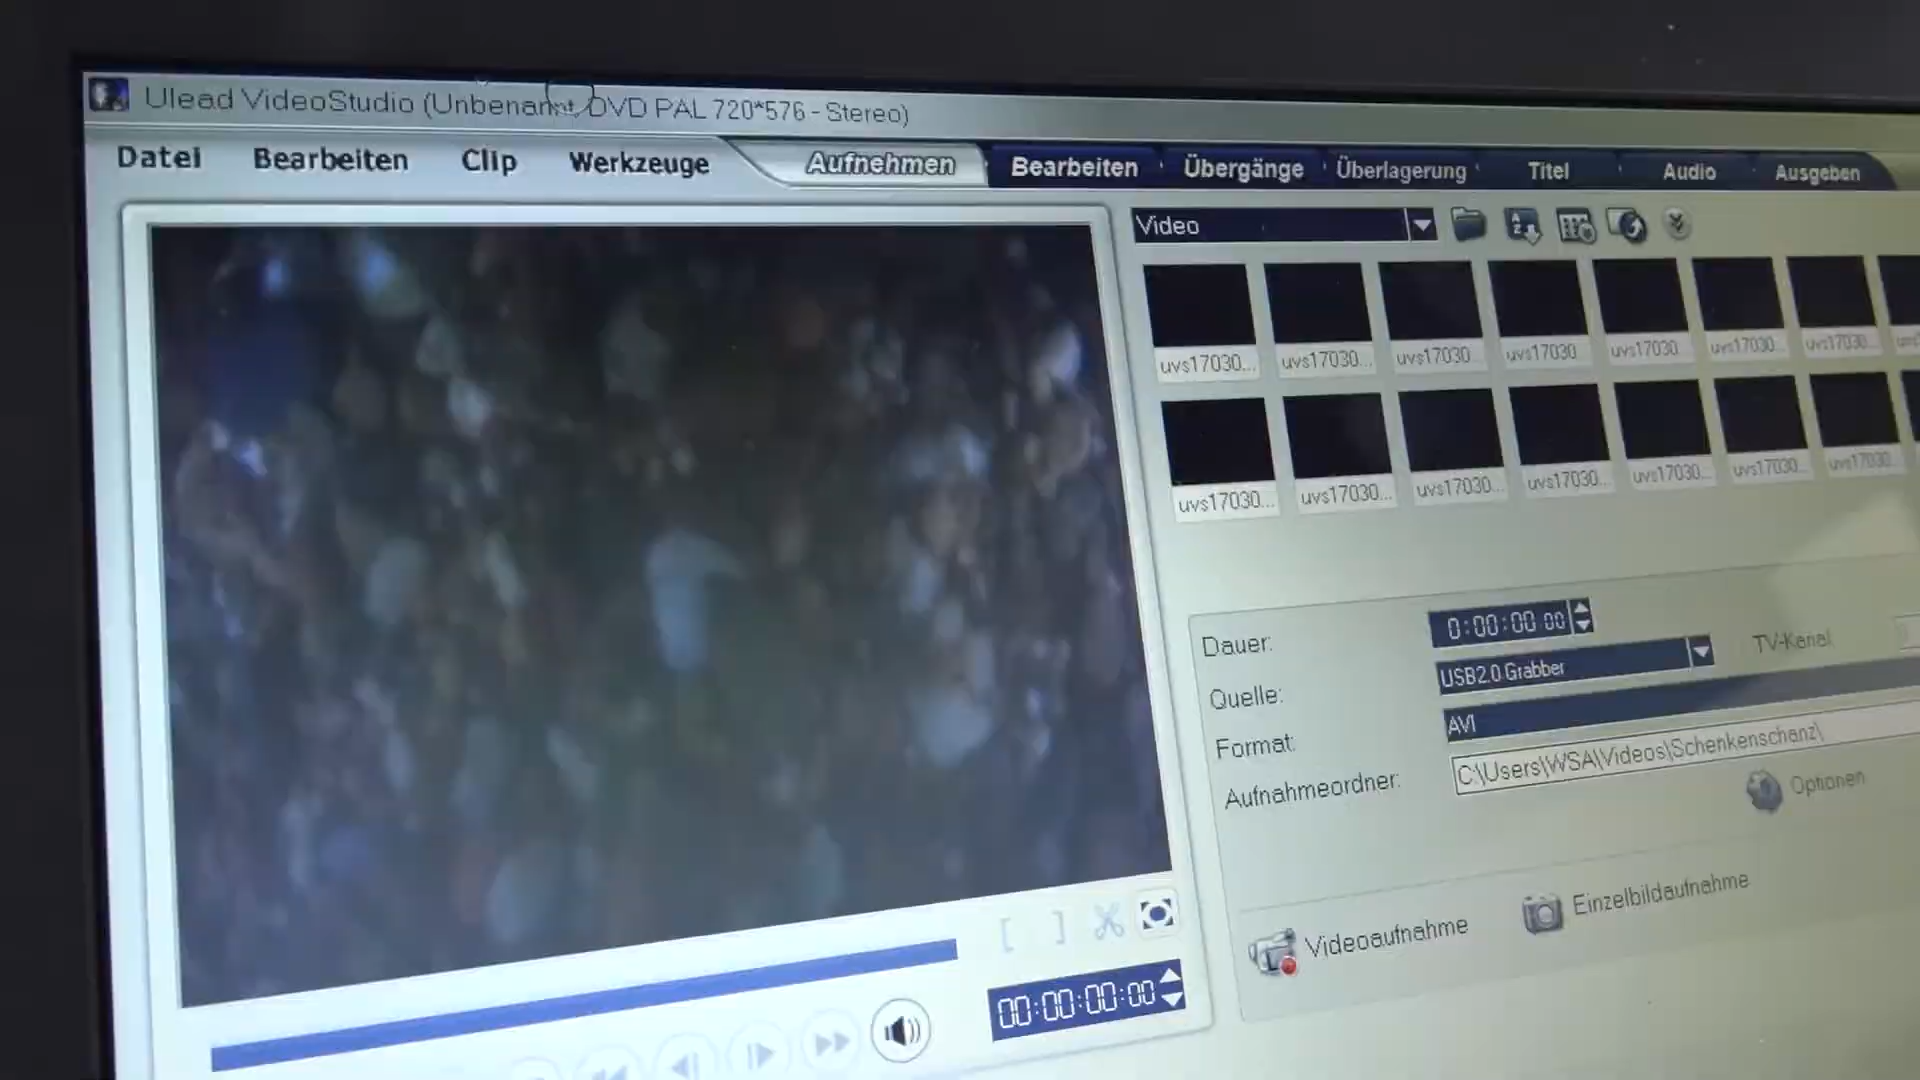 Ulead VideoStudio (Unbenannt, DVD PAL 720*576 - Stereo)
Datei Bearbeiten Clip Werkzeuge Aufnehmen Bearbeiten Übergänge Überlagerung Titel Audio Ausgeben
Video
uvs17030... uvs17030... uvs17030... uvs17030... uvs17030... uvs17030... uvs17030...
uvs17030... uvs17030... uvs17030... uvs17030... uvs17030... uvs17030... uvs17030...
Dauer: 0:00:00 00
Quelle: USB2.0 Grabber TV-Kanal
Format: AVI
Aufnahmeordner: C:\Users\WSA\Videos\Schenkenschanz\
Optionen
Videoaufnahme Einzelbildaufnahme
[ ]
00:00:00:00